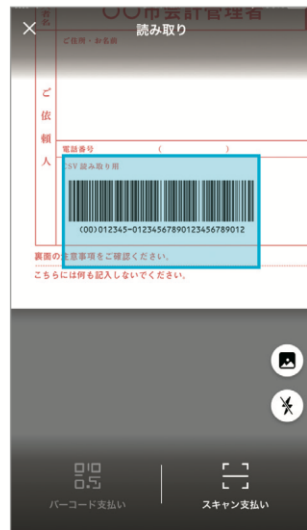 〇〇市会計管理者
読み取り
ご住所・お名前
ご依頼人
電話番号 ( )
CSV 読み取り用
(00)012345-01234567890123456789012
裏面の注意事項をご確認ください。
こちらには何も記入しないでください。
バーコード支払い
スキャン支払い